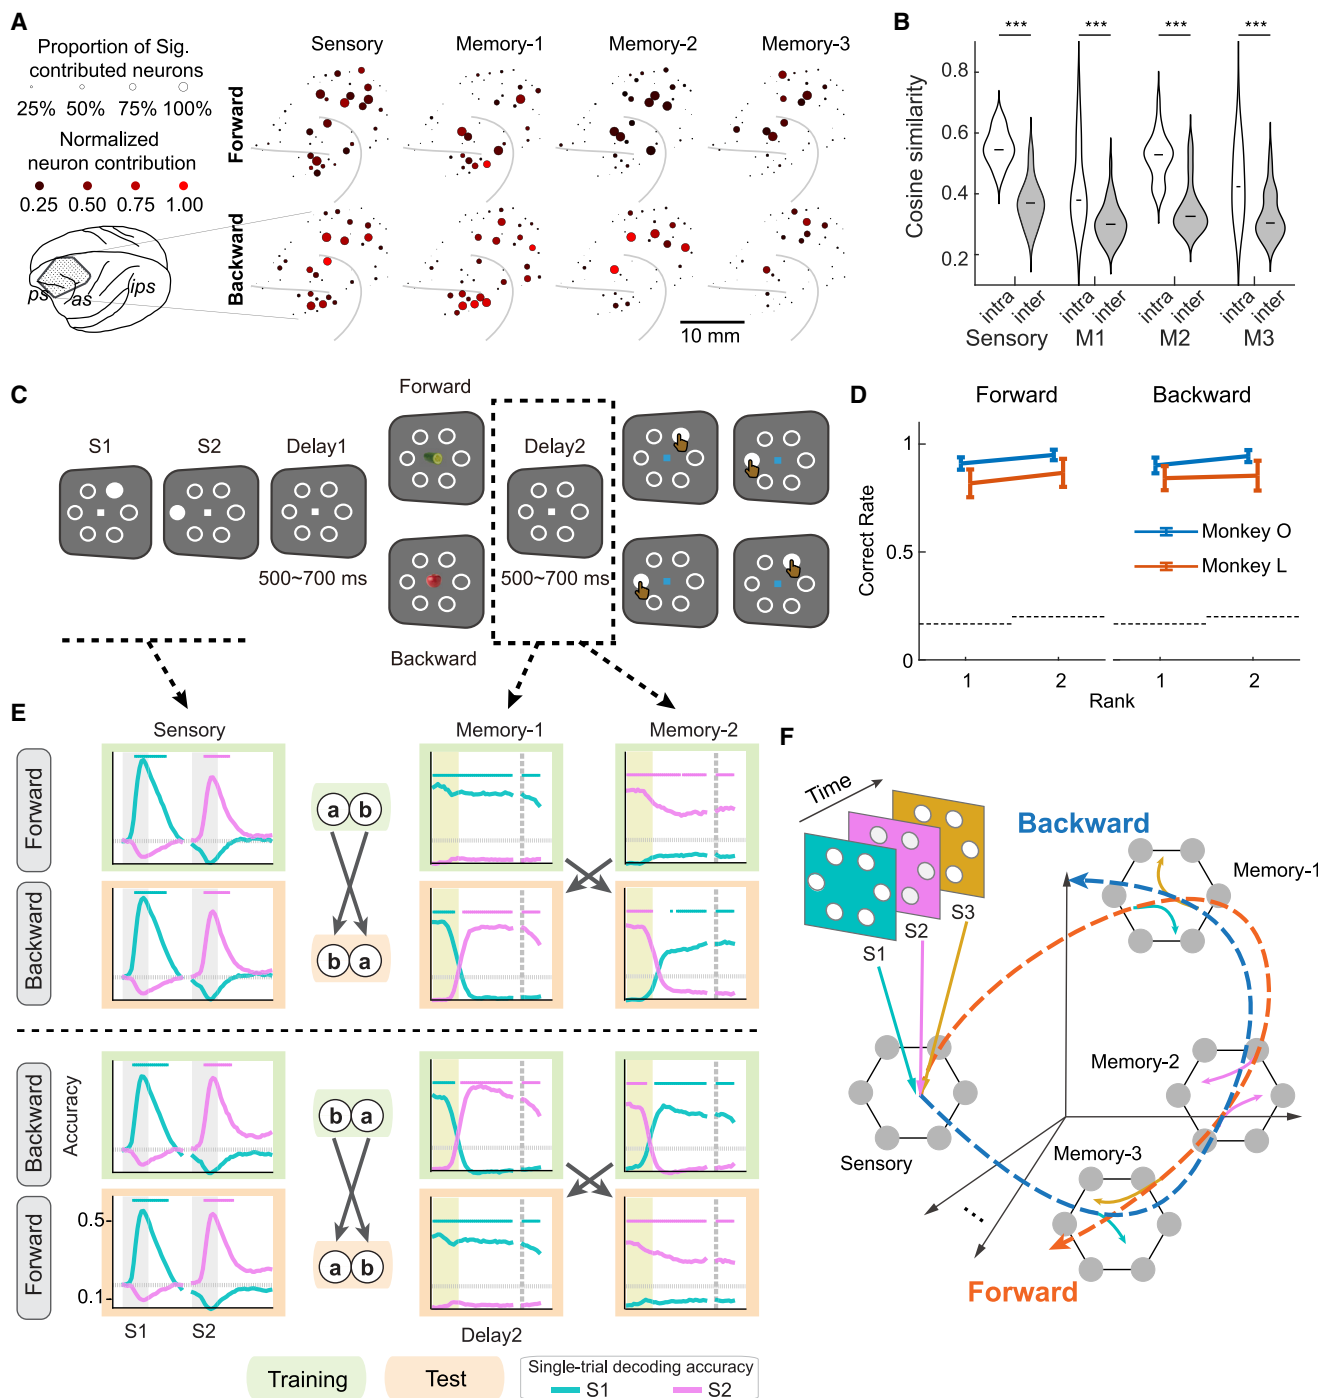 A
Proportion of Sig.
contributed neurons
25% 50% 75% 100%
Normalized
neuron contribution
0.25 0.50 0.75 1.00
ps as ips
Sensory Memory-1 Memory-2 Memory-3
Forward
Backward
10 mm
B
*** *** *** ***
Cosine similarity
0.8
0.6
0.4
0.2
intra inter intra inter intra inter intra inter
Sensory M1 M2 M3
C
Forward
S1 S2 Delay1 Delay2
500~700 ms 500~700 ms
Backward
D
Forward Backward
Correct Rate
1
0.5
0
Monkey O
Monkey L
1 2 1 2
Rank
E
Sensory Memory-1 Memory-2
Forward
a b
Backward
b a
Backward
Accuracy
b a
Forward
0.5
0.1
a b
S1 S2 Delay2
Training Test
Single-trial decoding accuracy
S1 S2
F
Time
S1 S2 S3
Backward
Memory-1
Memory-2
Sensory
Memory-3
...
Forward